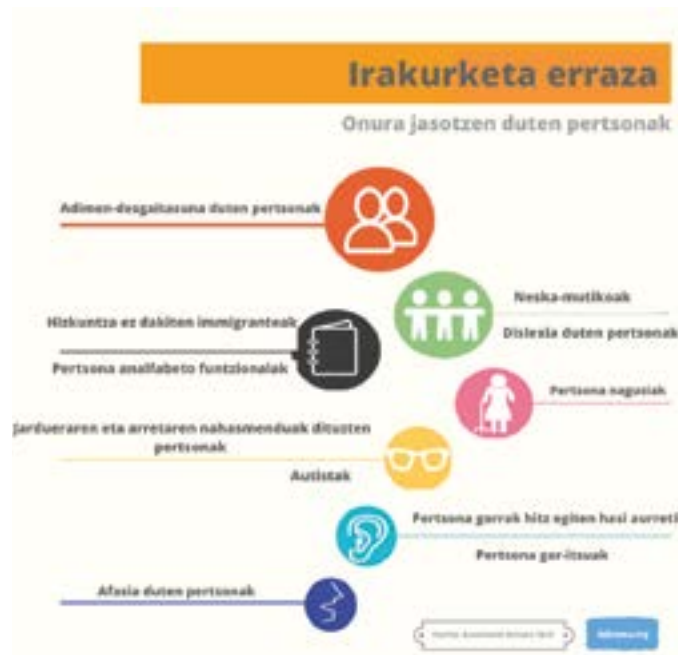 Irakurketa erraza
Onura jasotzen duten pertsonak
Adimen-desgaitasuna duten pertsonak
Neska-mutikoak
Dislexia duten pertsonak
Hizkuntza ez dakiten immigranteak
Pertsona analfabeto funtzionalak
Pertsona nagusiak
Jardueraren eta arretaren nahasmenduak dituzten
pertsonak
Autistak
Pertsona gorrak hitz egiten hasi aurreti
Pertsona gor-itsuak
Afasia duten pertsonak